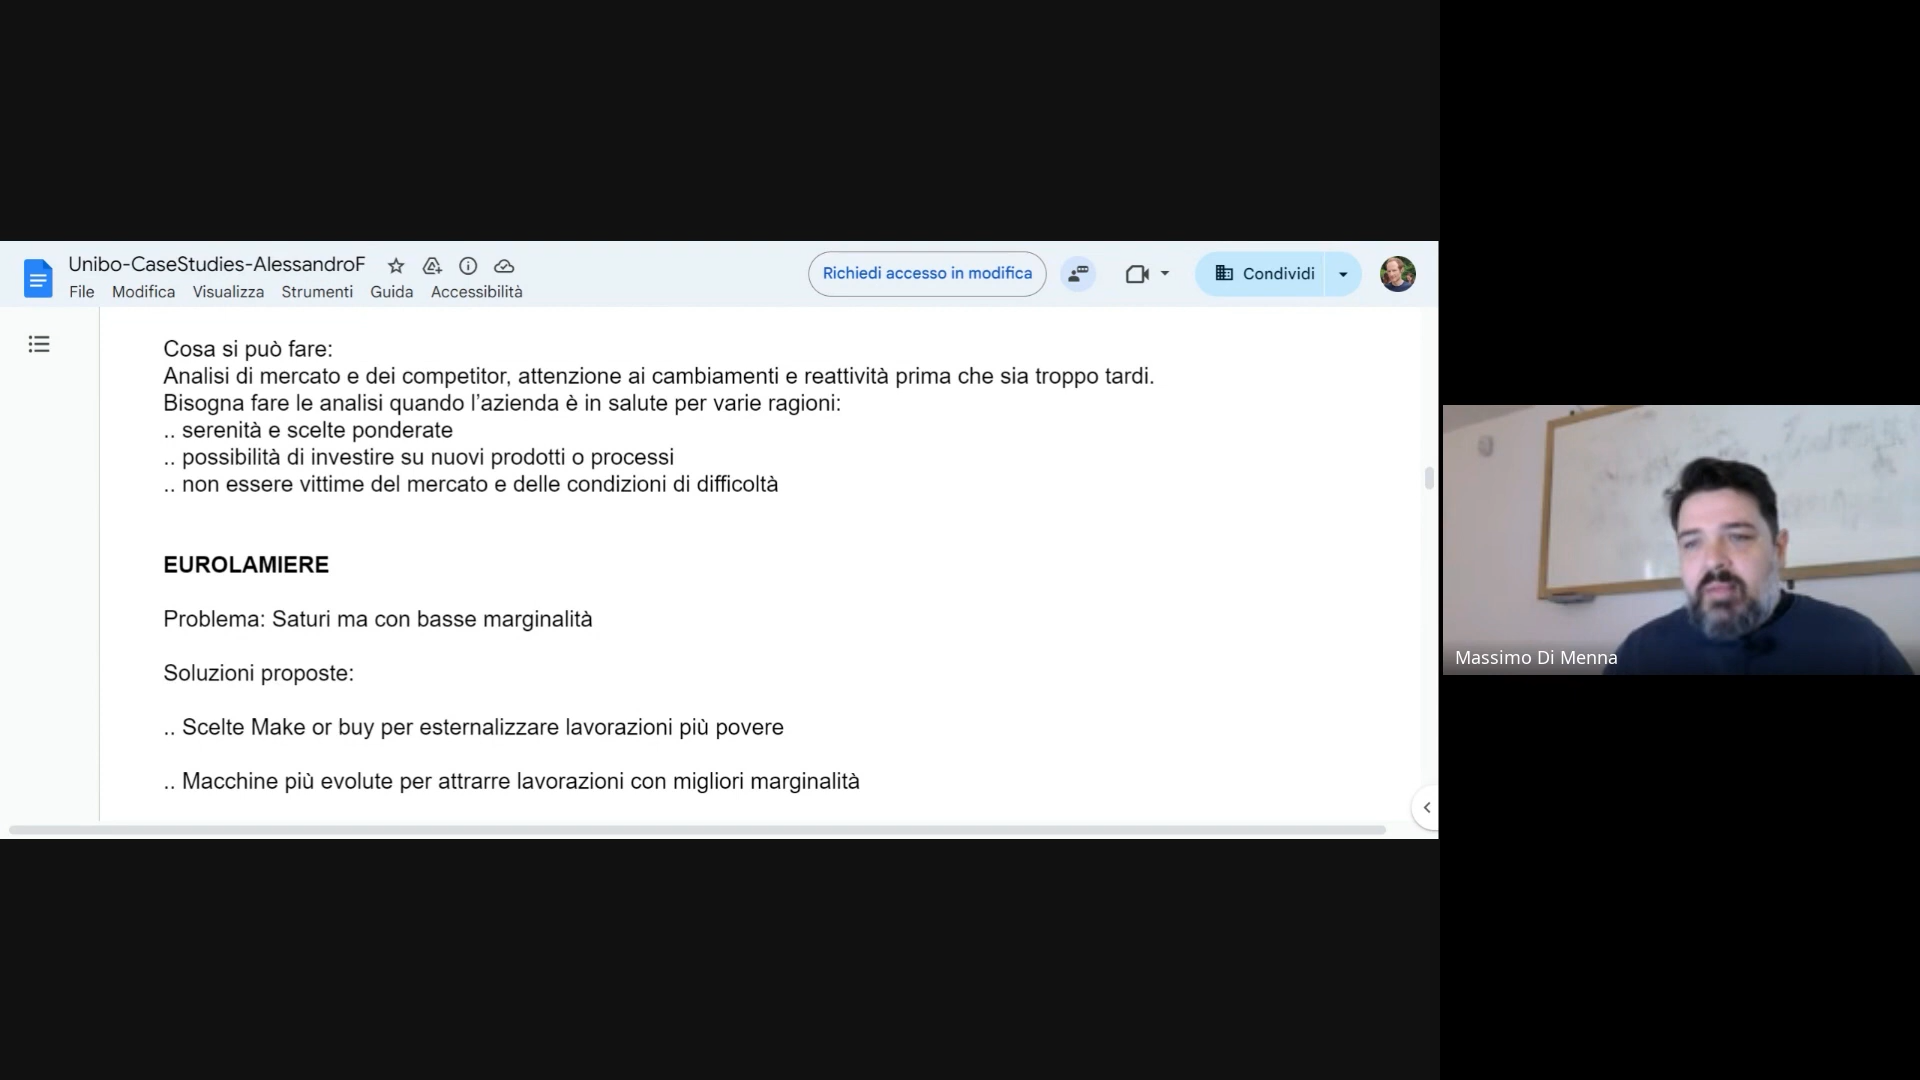 Unibo-CaseStudies-AlessandroF
File Modifica Visualizza Strumenti Guida Accessibilità
Richiedi accesso in modifica
Condividi
Cosa si può fare:
Analisi di mercato e dei competitor, attenzione ai cambiamenti e reattività prima che sia troppo tardi.
Bisogna fare le analisi quando l’azienda è in salute per varie ragioni:
.. serenità e scelte ponderate
.. possibilità di investire su nuovi prodotti o processi
.. non essere vittime del mercato e delle condizioni di difficoltà
EUROLAMIERE
Problema: Saturi ma con basse marginalità
Soluzioni proposte:
.. Scelte Make or buy per esternalizzare lavorazioni più povere
.. Macchine più evolute per attrarre lavorazioni con migliori marginalità
Massimo Di Menna